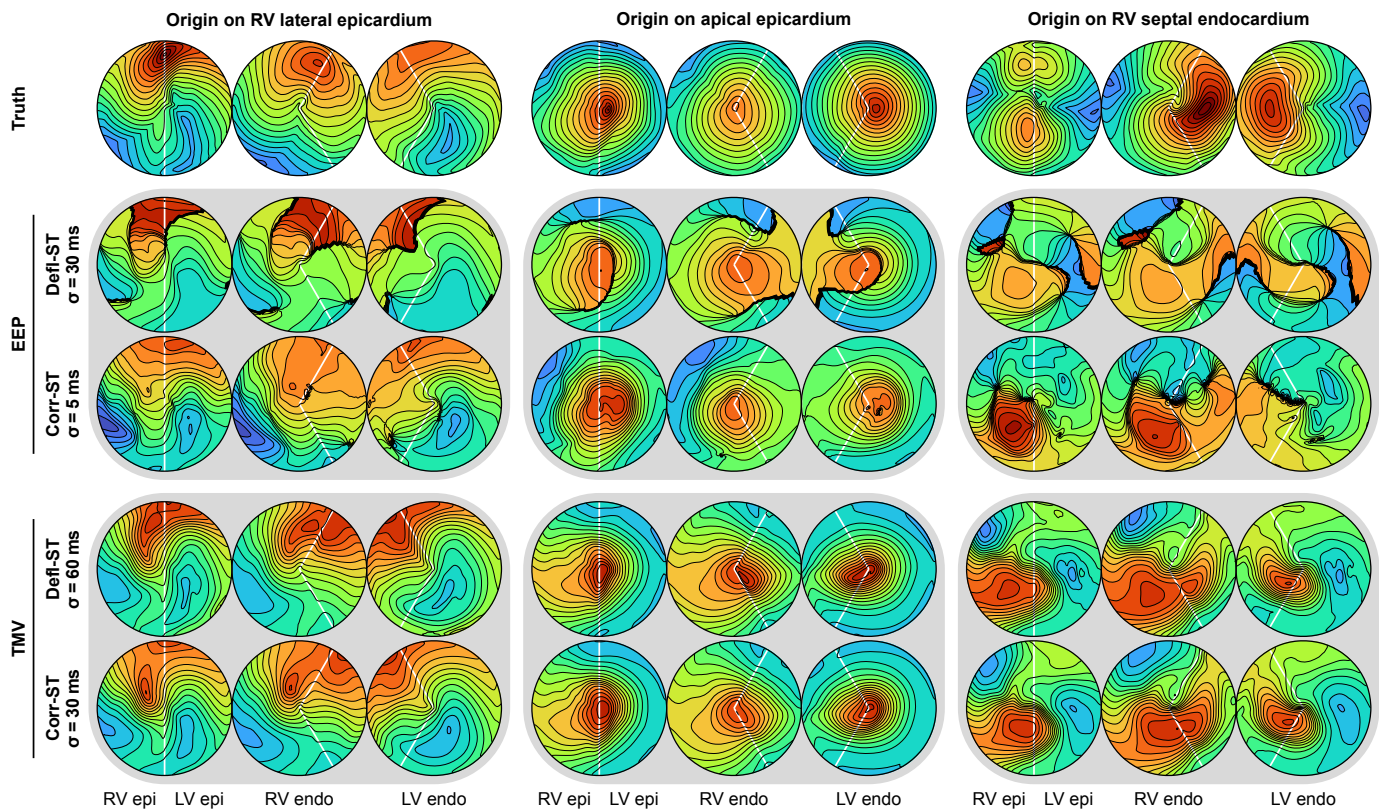 Origin on RV lateral epicardium
Origin on apical epicardium
Origin on RV septal endocardium
Truth
EEP
Defl-ST
σ = 30 ms
Corr-ST
σ = 5 ms
TMV
Defl-ST
σ = 60 ms
Corr-ST
σ = 30 ms
RV epi LV epi RV endo LV endo
RV epi LV epi RV endo LV endo
RV epi LV epi RV endo LV endo